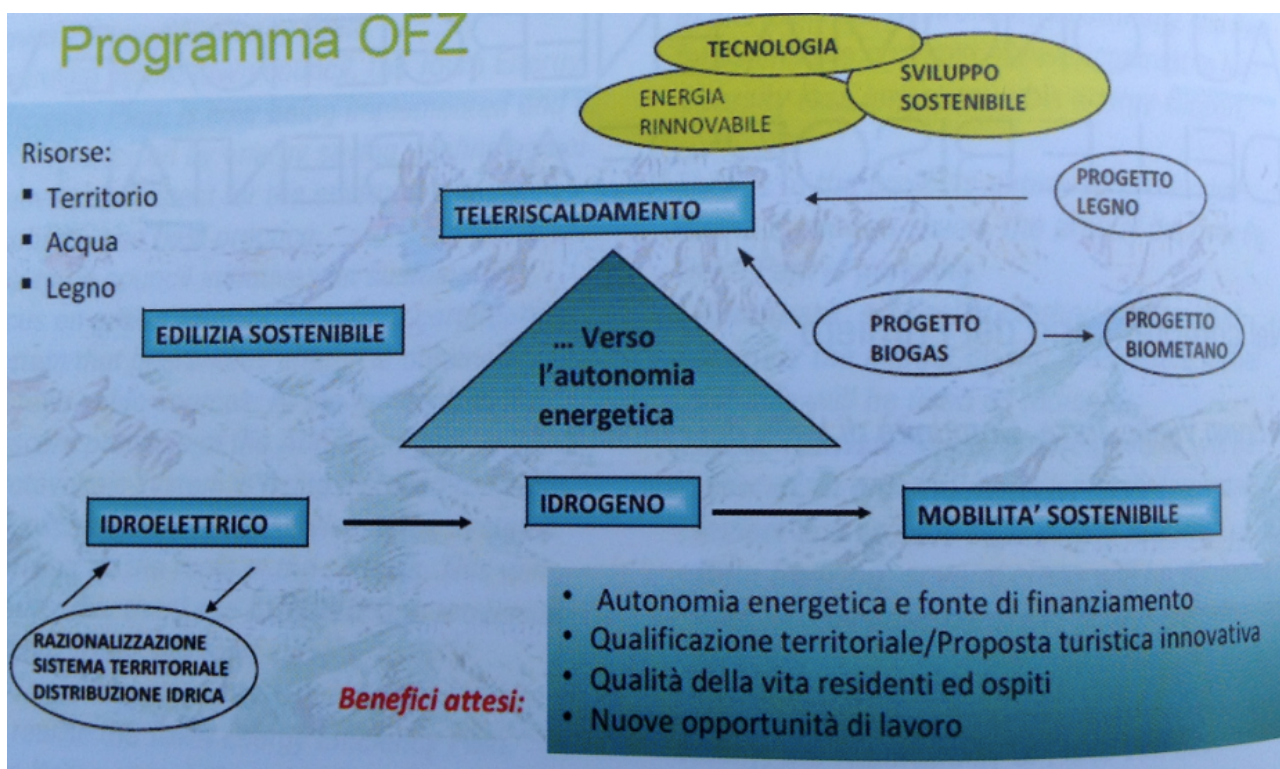 Programma OFZ
TECNOLOGIA
ENERGIA
RINNOVABILE
SVILUPPO
SOSTENIBILE
Risorse:
▪ Territorio
▪ Acqua
▪ Legno
TELERISCALDAMENTO
PROGETTO
LEGNO
EDILIZIA SOSTENIBILE
... Verso
l'autonomia
energetica
PROGETTO
BIOGAS
PROGETTO
BIOMETANO
IDROELETTRICO
IDROGENO
MOBILITA' SOSTENIBILE
RAZIONALIZZAZIONE
SISTEMA TERRITORIALE
DISTRIBUZIONE IDRICA
Benefici attesi:
• Autonomia energetica e fonte di finanziamento
• Qualificazione territoriale/Proposta turistica innovativa
• Qualità della vita residenti ed ospiti
• Nuove opportunità di lavoro